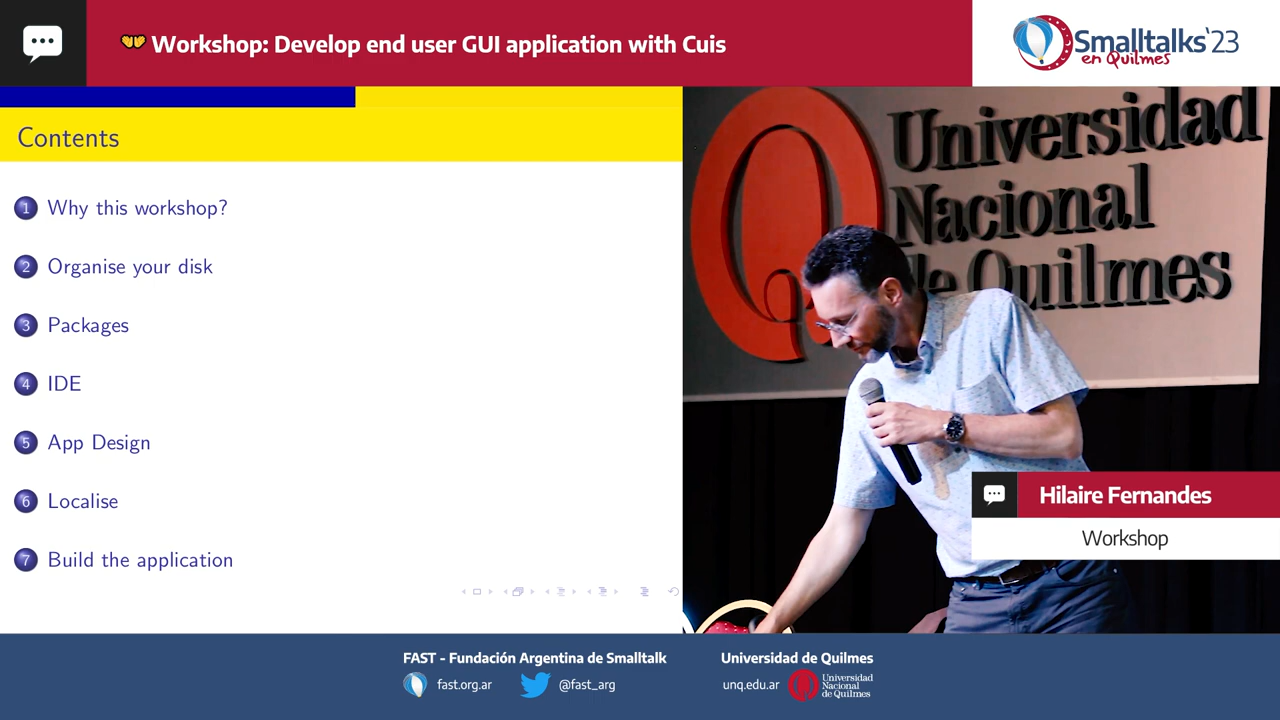 Workshop: Develop end user GUI application with Cuis
Smalltalks'23
en Quilmes
Contents
1 Why this workshop?
2 Organise your disk
3 Packages
4 IDE
5 App Design
6 Localise
7 Build the application
Universidad
Nacional
de Quilmes
Hilaire Fernandes
Workshop
FAST - Fundación Argentina de Smalltalk
fast.org.ar
@fast_arg
Universidad de Quilmes
unq.edu.ar
Universidad
Nacional
de Quilmes